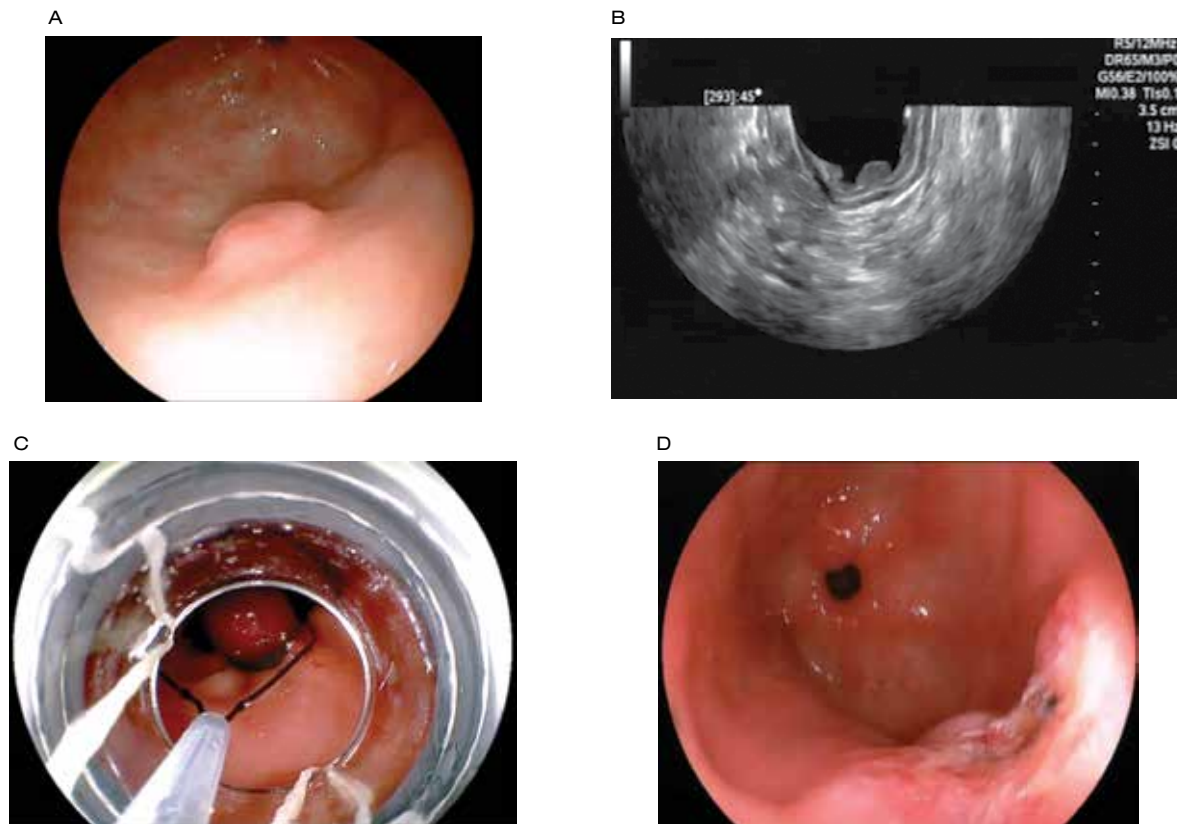 A
B
R5/12MHz
DR65/M3/P0
G56/E2/100%
MI0.38 TIs0.1
3.5 cm
13 Hz
ZSI 0
[293]:45°
C
D